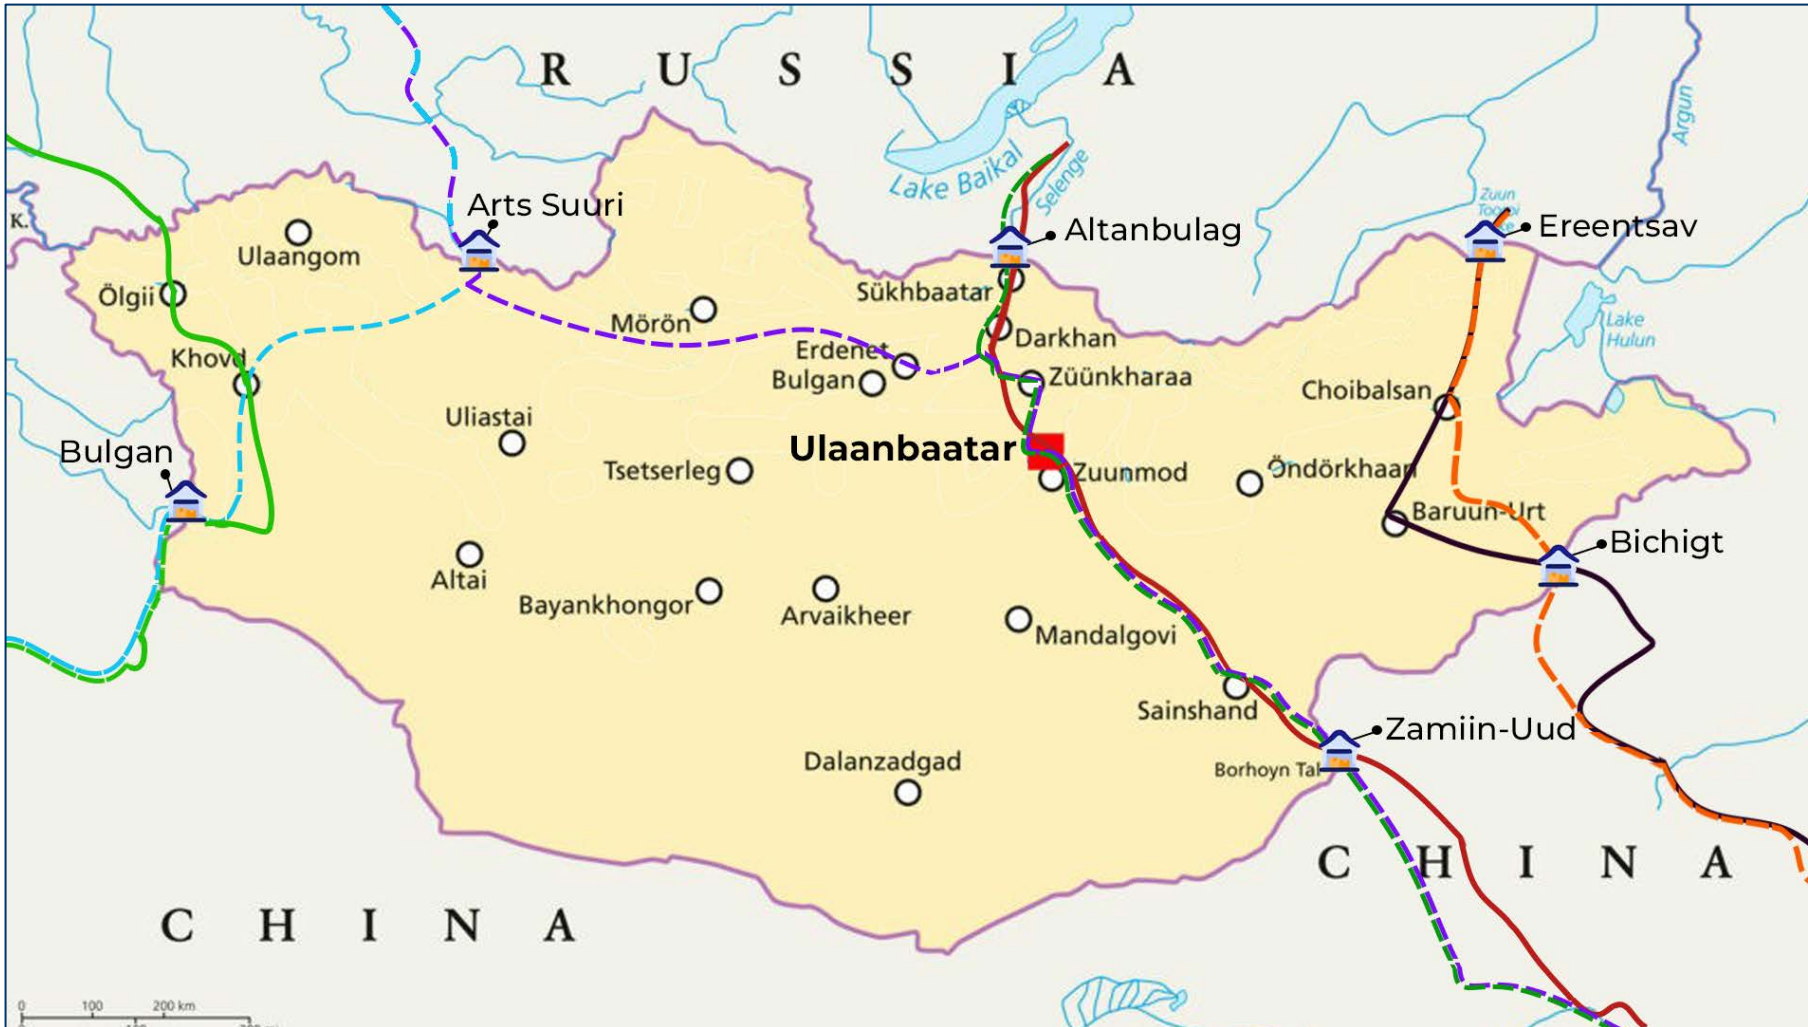 R U S S I A
Argun
Lake Baikal
Selenge
K.
Arts Suuri
Zuun
Altanbulag
Ereentsav
Ulaangom
Ölgii
Sükhbaatar
Mörön
Lake
Hulun
Darkhan
Khovd
Erdenet
Bulgan
Züünkharaa
Choibalsan
Uliastai
Bulgan
Ulaanbaatar
Tsetserleg
Zuunmod
Öndörkhaan
Baruun-Urt
Bichigt
Altai
Bayankhongor
Arvaikheer
Mandalgovi
Sainshand
Zamiin-Uud
Dalanzadgad
Borhoyn Tal
C H I N A
C H I N A
0 100 200 km